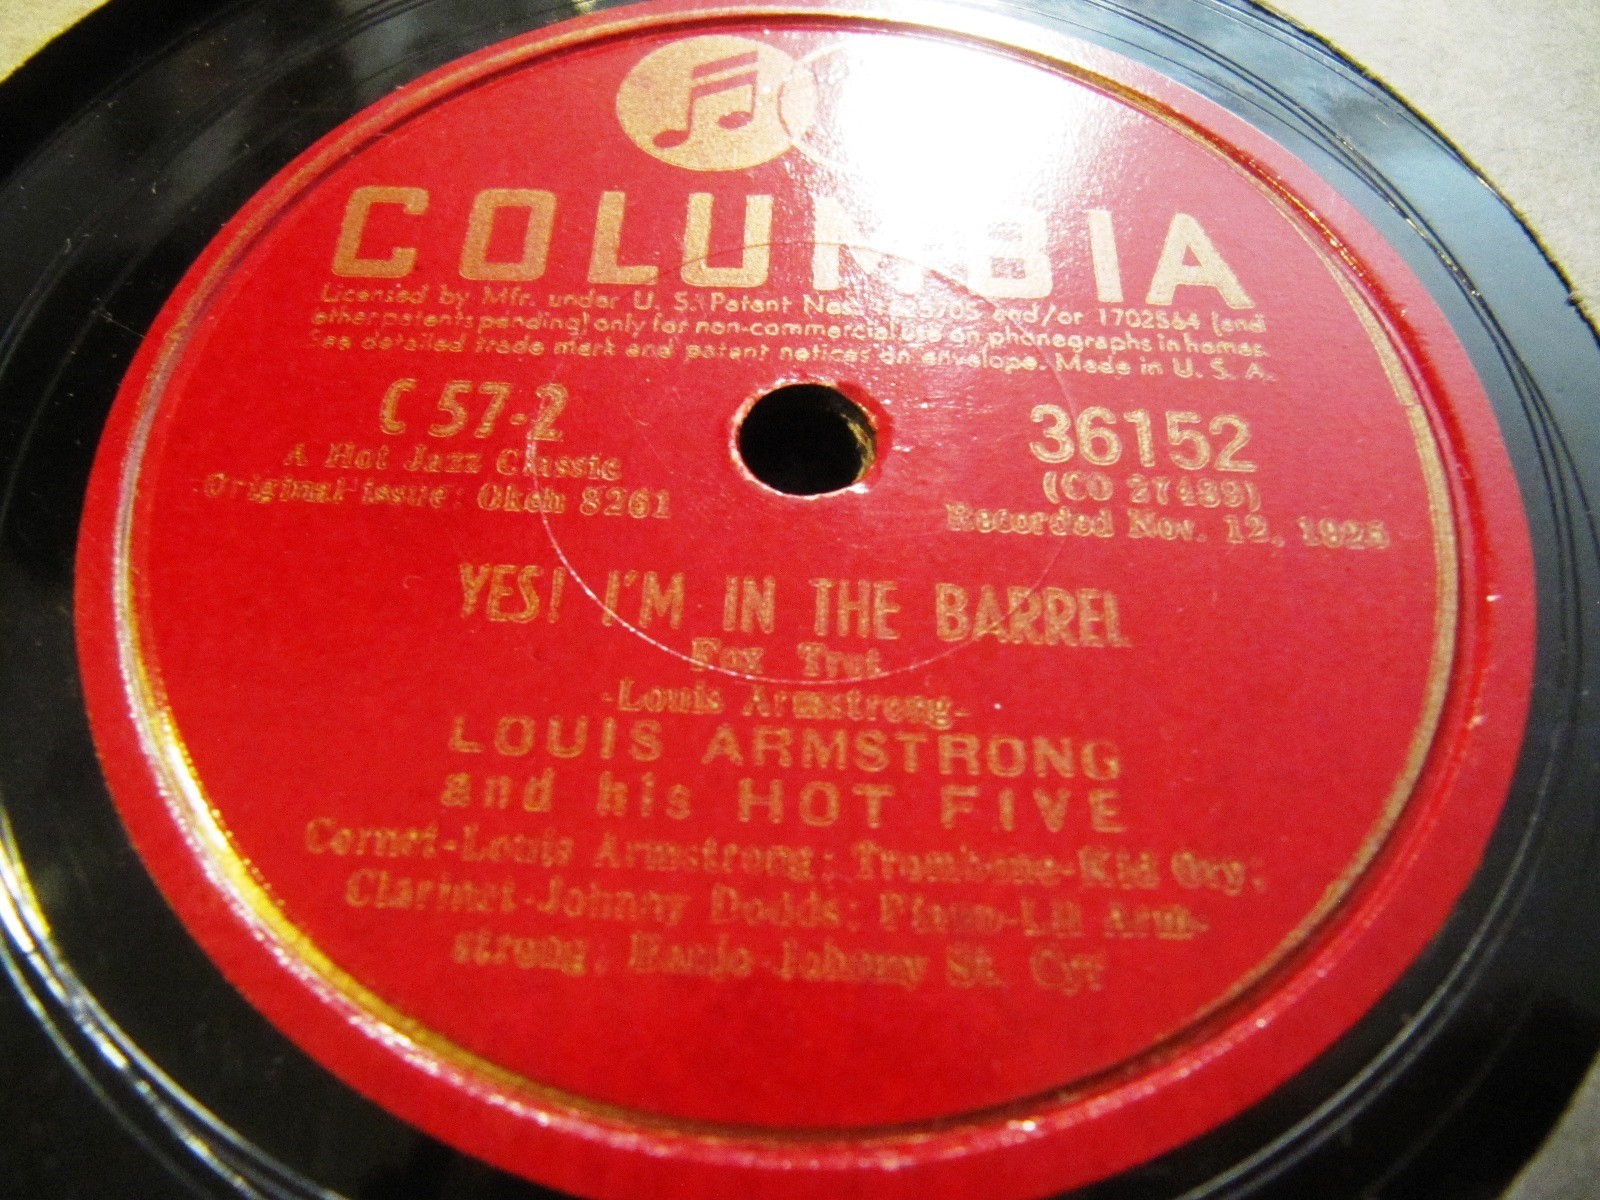 COLUMBIA
Licensed by Mfr. under U. S. Patent Nos. 1625705 and/or 1702564 (and
other patents pending) only for non-commercial use on phonographs in homes.
See detailed trade mark and patent notices on envelope. Made in U. S. A.
C 57-2
A Hot Jazz Classic
Original issue: Okeh 8261
36152
(CO 27489)
Recorded Nov. 12, 1925
YES! I'M IN THE BARREL
Fox Trot
-Louis Armstrong-
LOUIS ARMSTRONG
and his HOT FIVE
Cornet-Louis Armstrong; Trombone-Kid Ory;
Clarinet-Johnny Dodds; Piano-Lil Arm-
strong; Banjo-Johnny St. Cyr